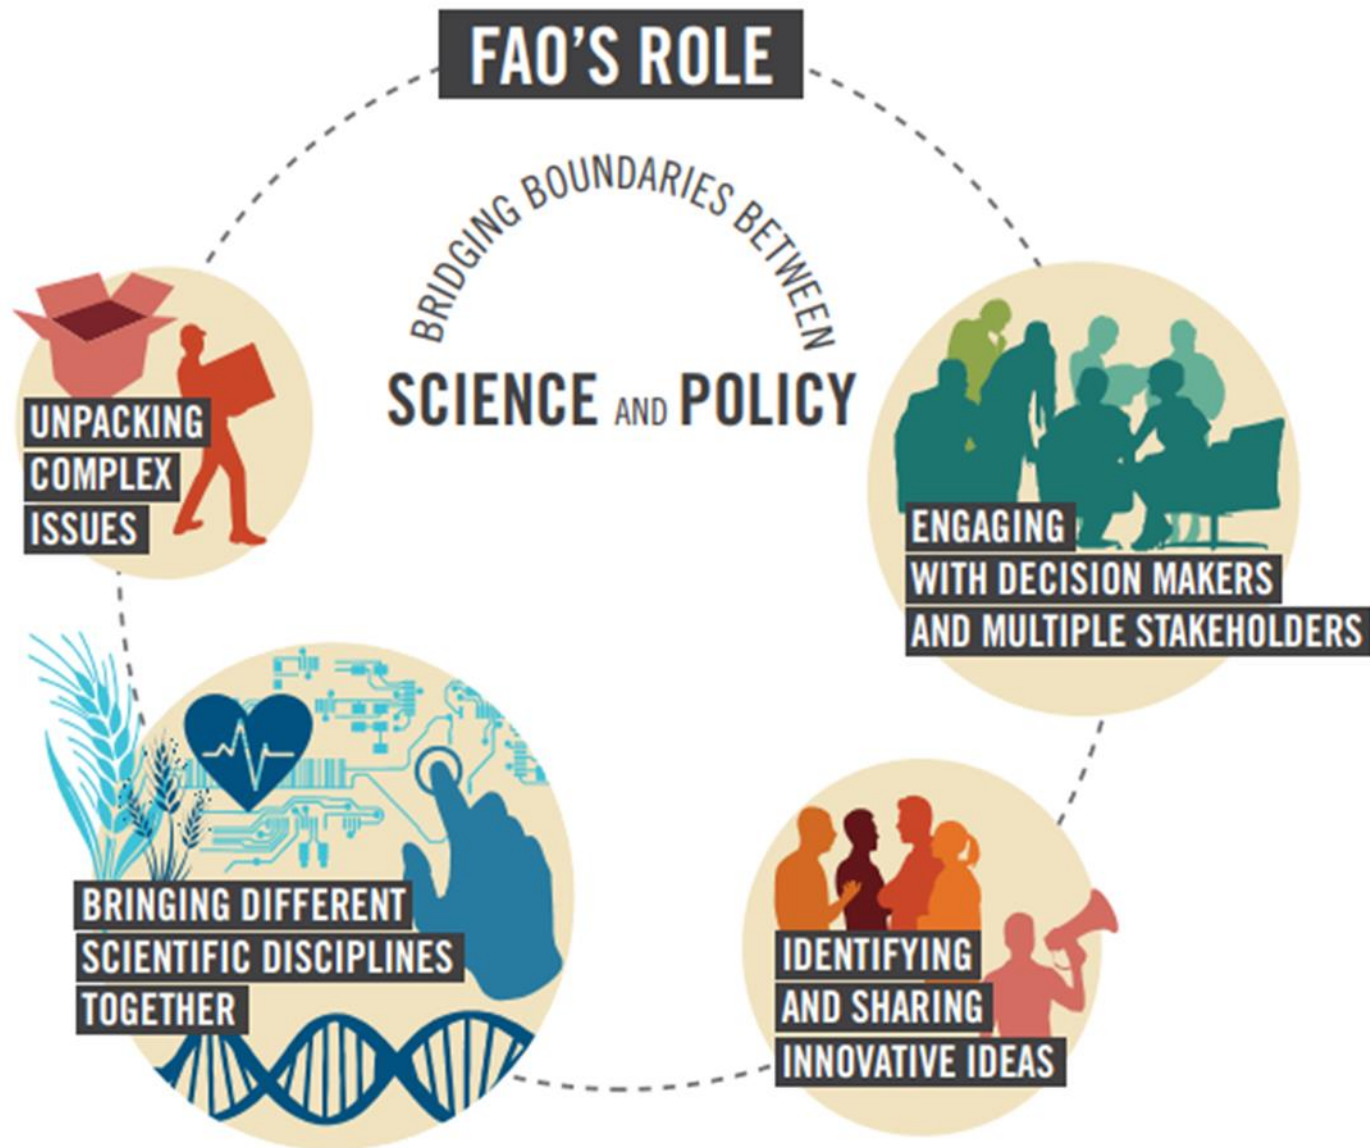 FAO'S ROLE
BRIDGING BOUNDARIES BETWEEN
SCIENCE AND POLICY
UNPACKING
COMPLEX
ISSUES
ENGAGING
WITH DECISION MAKERS
AND MULTIPLE STAKEHOLDERS
BRINGING DIFFERENT
SCIENTIFIC DISCIPLINES
TOGETHER
IDENTIFYING
AND SHARING
INNOVATIVE IDEAS